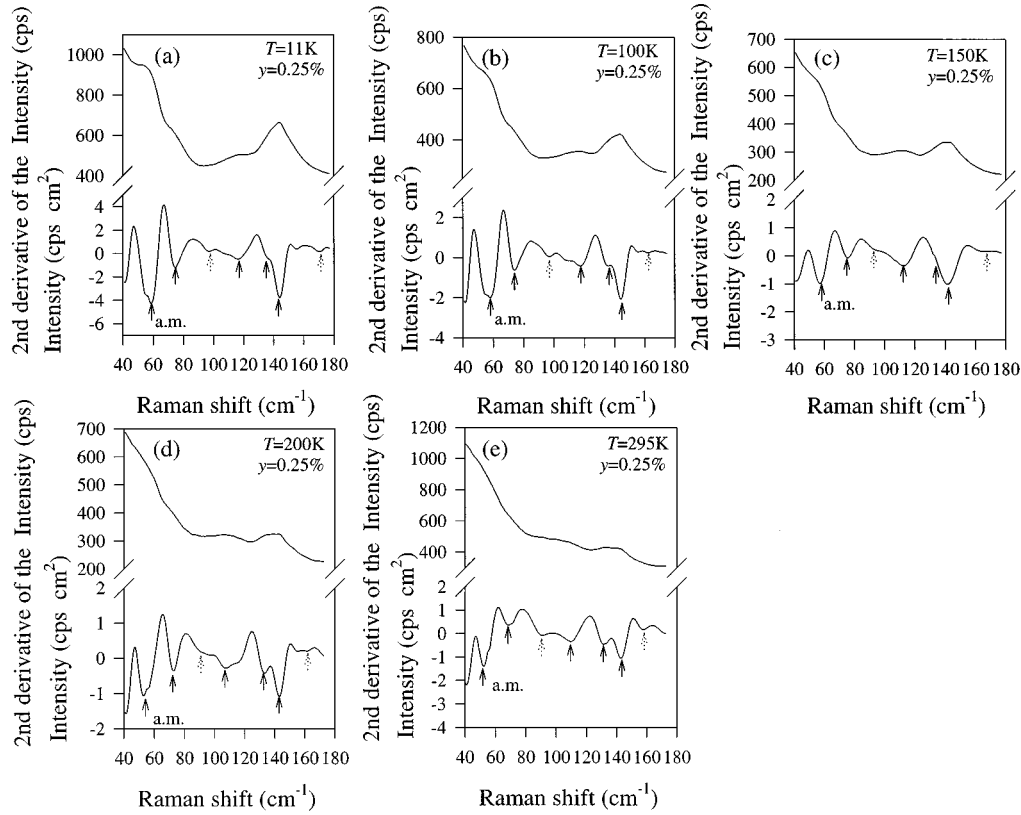 2nd derivative of the Intensity (cps)
Intensity (cps cm²)
(a)
T=11K
y=0.25%
1000
800
600
400
4
2
0
-2
-4
-6
a.m.
40 60 80 100 120 140 160 180
Raman shift (cm⁻¹)
2nd derivative of the Intensity (cps)
Intensity (cps cm²)
(b)
T=100K
y=0.25%
800
600
400
2
0
-2
-4
a.m.
40 60 80 100 120 140 160 180
Raman shift (cm⁻¹)
2nd derivative of the Intensity (cps)
Intensity (cps cm²)
(c)
T=150K
y=0.25%
700
600
500
400
300
200
2
1
0
-1
-2
-3
a.m.
40 60 80 100 120 140 160 180
Raman shift (cm⁻¹)
2nd derivative of the Intensity (cps)
Intensity (cps cm²)
(d)
T=200K
y=0.25%
700
600
500
400
300
200
2
1
0
-1
-2
a.m.
40 60 80 100 120 140 160 180
Raman shift (cm⁻¹)
2nd derivative of the Intensity (cps)
Intensity (cps cm²)
(e)
T=295K
y=0.25%
1200
1000
800
600
400
2
1
0
-1
-2
-3
-4
a.m.
40 60 80 100 120 140 160 180
Raman shift (cm⁻¹)